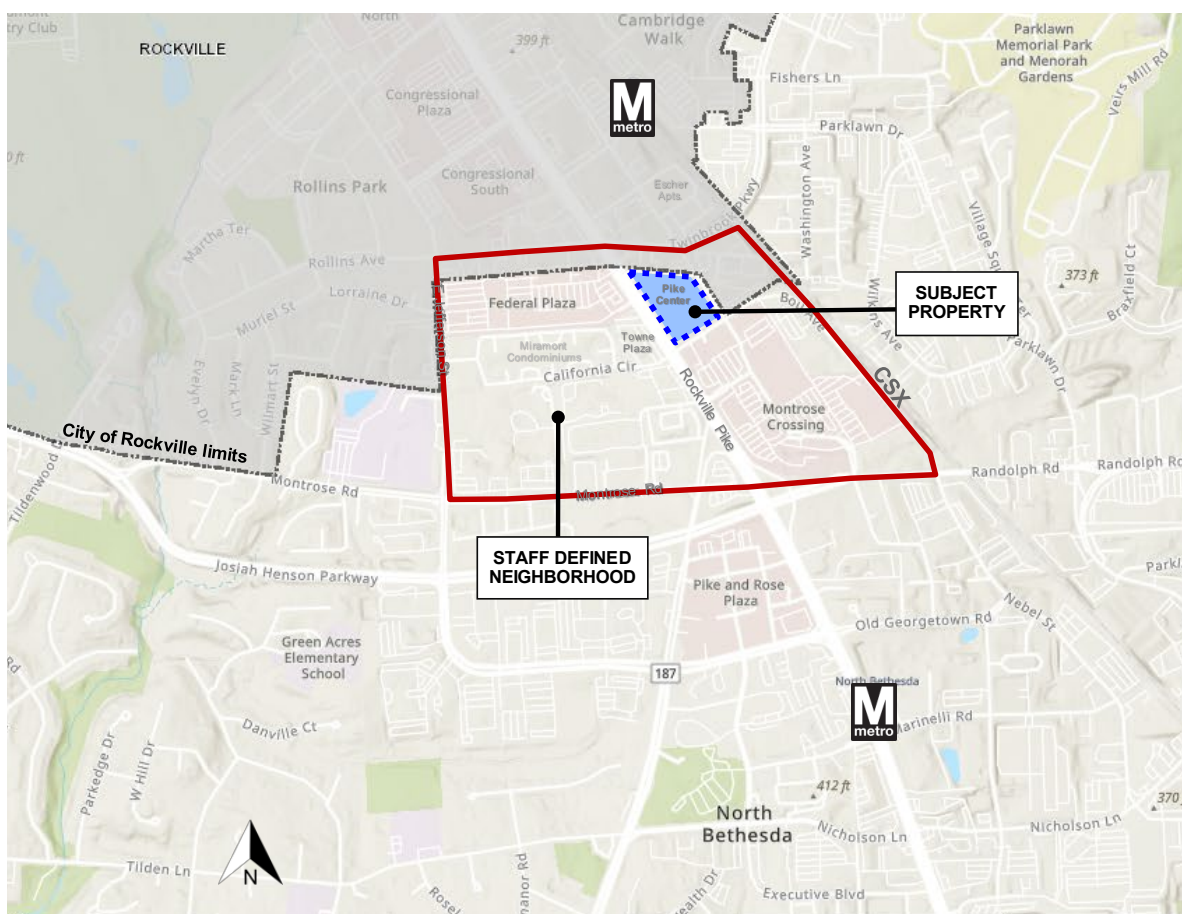 North
Cambridge
Walk
ROCKVILLE
399 ft
Parklawn
Memorial Park
and Menorah
Gardens
Veirs Mill Rd
Fishers Ln
Congressional
Plaza
M
metro
Parklawn Dr
Rollins Park
Congressional
South
Escher
Apts.
Washington Ave
Village
Martha Ter
Twinbrook Pkwy
Rollins Ave
373 ft
Braxfield Ct
Lorraine Dr
Federal Plaza
Pike
Center
SUBJECT
PROPERTY
Muriel St
E. Jefferson St
Bou Ave
Wilkins Ave
Parklawn Dr
Towne
Plaza
Miramont
Condominiums
California Cir
Evelyn Dr
Mark Ln
Wilmart St
Rockville Pike
CSX
Montrose
Crossing
City of Rockville limits
Tildenwood
Montrose Rd
Montrose Rd
Randolph Rd
Randolph Rd
STAFF DEFINED
NEIGHBORHOOD
Josiah Henson Parkway
Pike and Rose
Plaza
Nebel St
Old Georgetown Rd
Green Acres
Elementary
School
187
North Bethesda
M
metro
Marinelli Rd
Danville Ct
Parkedge Dr
W Hill Dr
412 ft
370
North
Bethesda
Nicholson Ln
Nicholson Ln
N
Tilden Ln
Executive Blvd